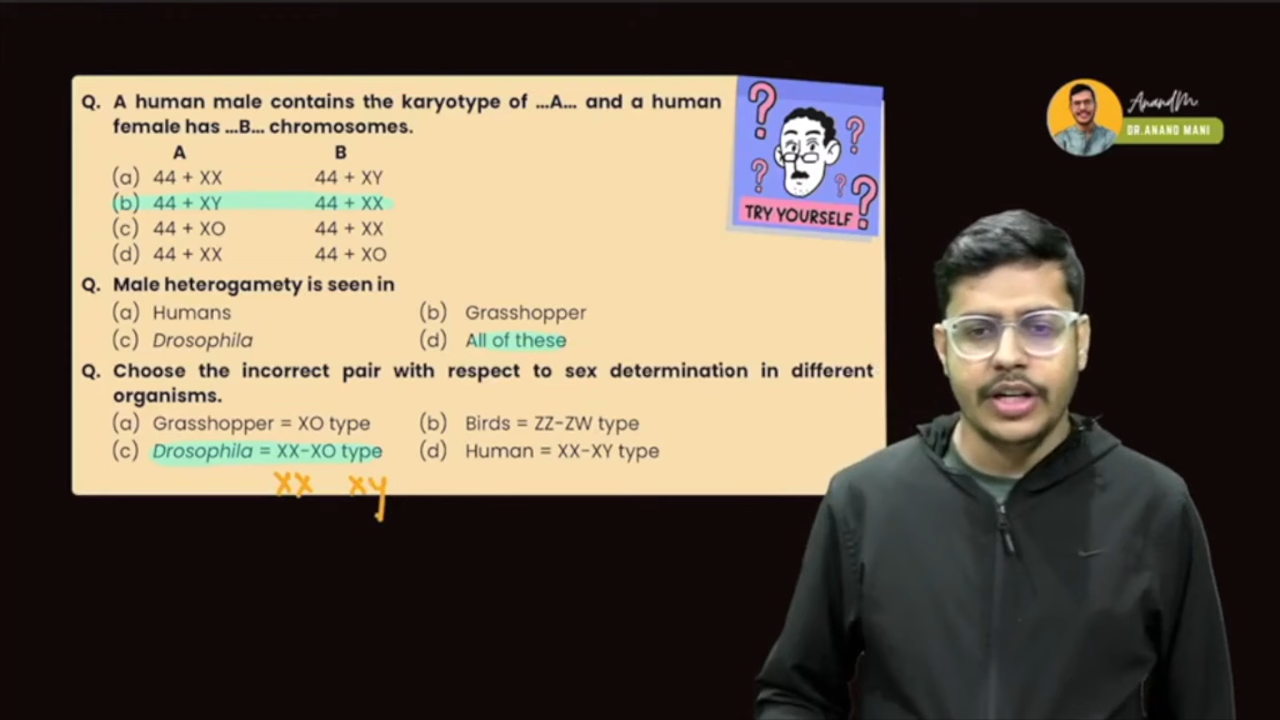 Q. A human male contains the karyotype of ...A... and a human
female has ...B... chromosomes.
A B
(a) 44 + XX 44 + XY
(b) 44 + XY 44 + XX
(c) 44 + XO 44 + XX
(d) 44 + XX 44 + XO
Q. Male heterogamety is seen in
(a) Humans (b) Grasshopper
(c) Drosophila (d) All of these
Q. Choose the incorrect pair with respect to sex determination in different
organisms.
(a) Grasshopper = XO type (b) Birds = ZZ-ZW type
(c) Drosophila = XX-XO type (d) Human = XX-XY type
XX XY
? ? ? ? ?
TRY YOURSELF
AnandM
DR.ANAND MANI